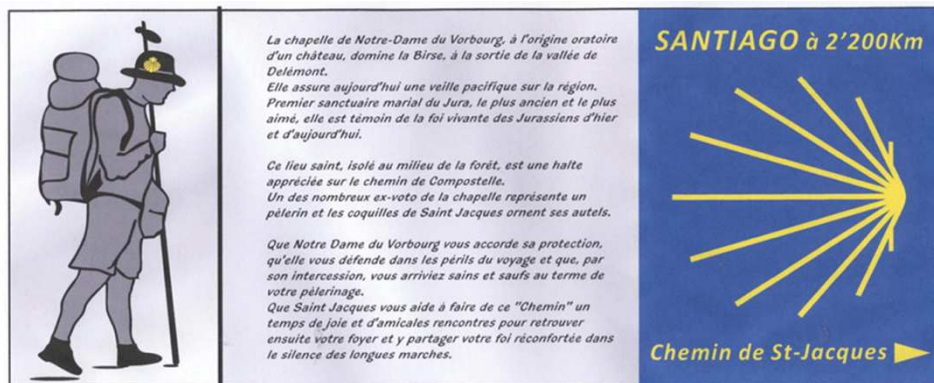 La chapelle de Notre-Dame du Vorbourg, à l'origine oratoire
d'un château, domine la Birse, à la sortie de la vallée de
Delémont.
Elle assure aujourd'hui une veille pacifique sur la région.
Premier sanctuaire marial du Jura, le plus ancien et le plus
aimé, elle est témoin de la foi vivante des Jurassiens d'hier
et d'aujourd'hui.
Ce lieu saint, isolé au milieu de la forêt, est une halte
appréciée sur le chemin de Compostelle.
Un des nombreux ex-voto de la chapelle représente un
pèlerin et les coquilles de Saint Jacques ornent ses autels.
Que Notre Dame du Vorbourg vous accorde sa protection,
qu'elle vous défende dans les périls du voyage et que, par
son intercession, vous arriviez sains et saufs au terme de
votre pèlerinage.
Que Saint Jacques vous aide à faire de ce "Chemin" un
temps de joie et d'amicales rencontres pour retrouver
ensuite votre foyer et y partager votre foi réconfortée dans
le silence des longues marches.
SANTIAGO à 2'200Km
Chemin de St-Jacques